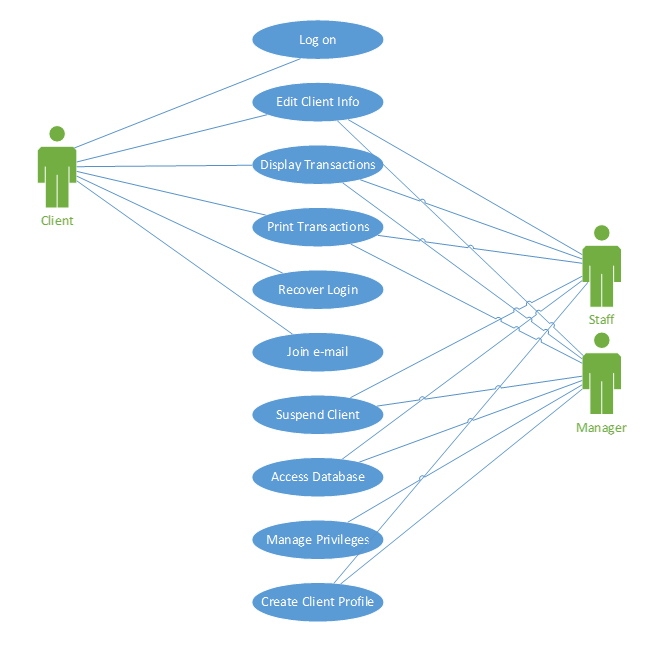 Log on
Edit Client Info
Display Transactions
Client
Print Transactions
Recover Login
Staff
Join e-mail
Suspend Client
Manager
Access Database
Manage Privileges
Create Client Profile